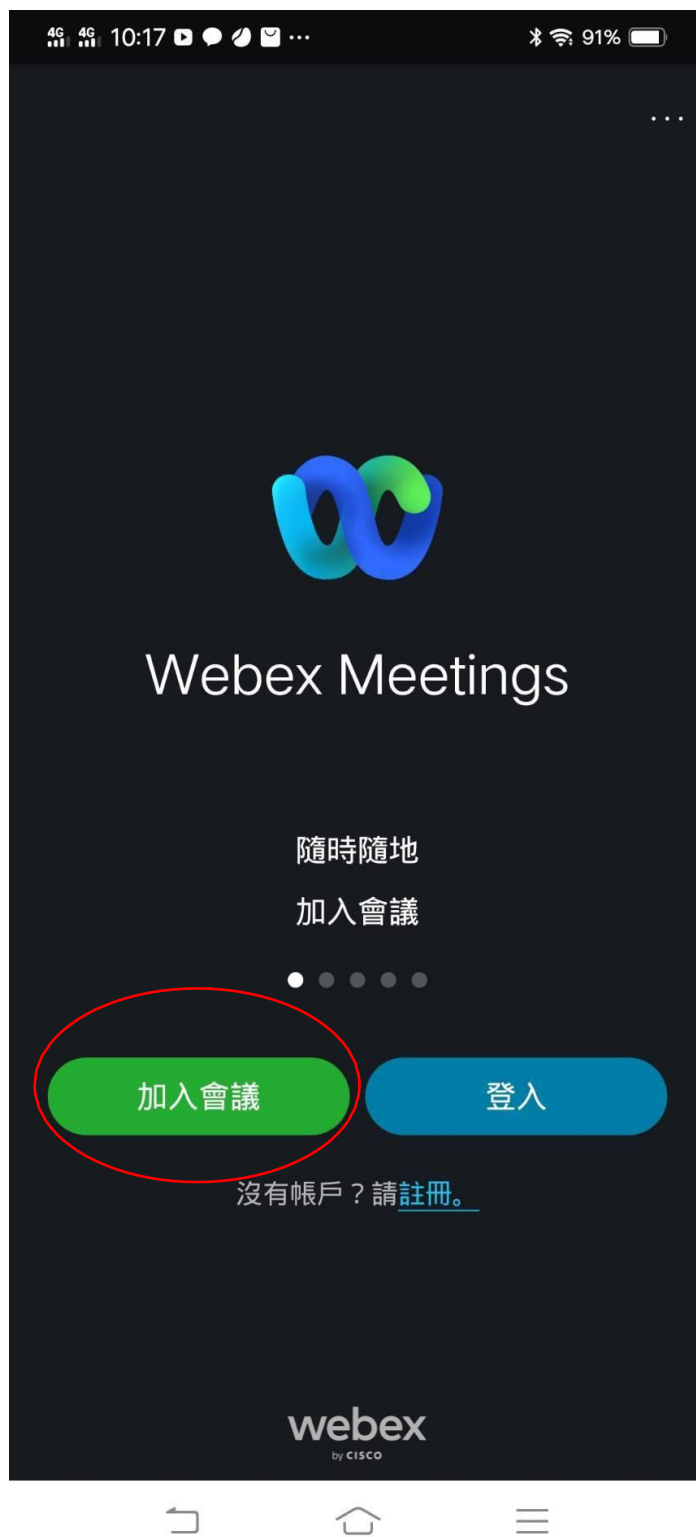 4G 4G 10:17 ... 91%
...
Webex Meetings
隨時隨地
加入會議
加入會議
登入
沒有帳戶？請註冊。
webex
by CISCO